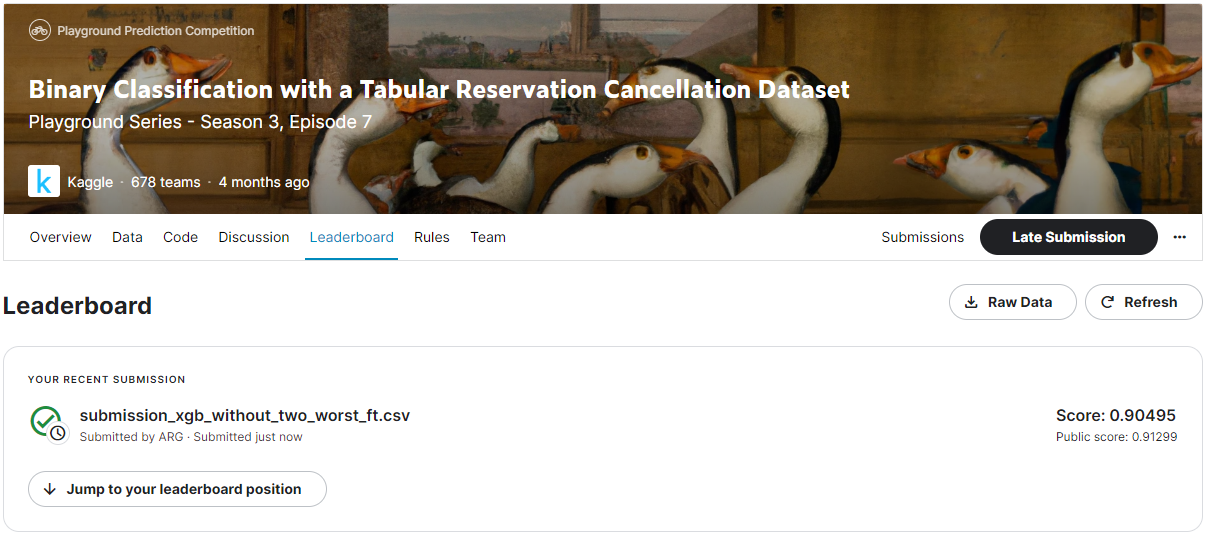 Playground Prediction Competition
Binary Classification with a Tabular Reservation Cancellation Dataset
Playground Series - Season 3, Episode 7
k Kaggle · 678 teams · 4 months ago
Overview Data Code Discussion Leaderboard Rules Team Submissions Late Submission ···
Leaderboard Raw Data Refresh
YOUR RECENT SUBMISSION
submission_xgb_without_two_worst_ft.csv Score: 0.90495
Submitted by ARG · Submitted just now Public score: 0.91299
Jump to your leaderboard position